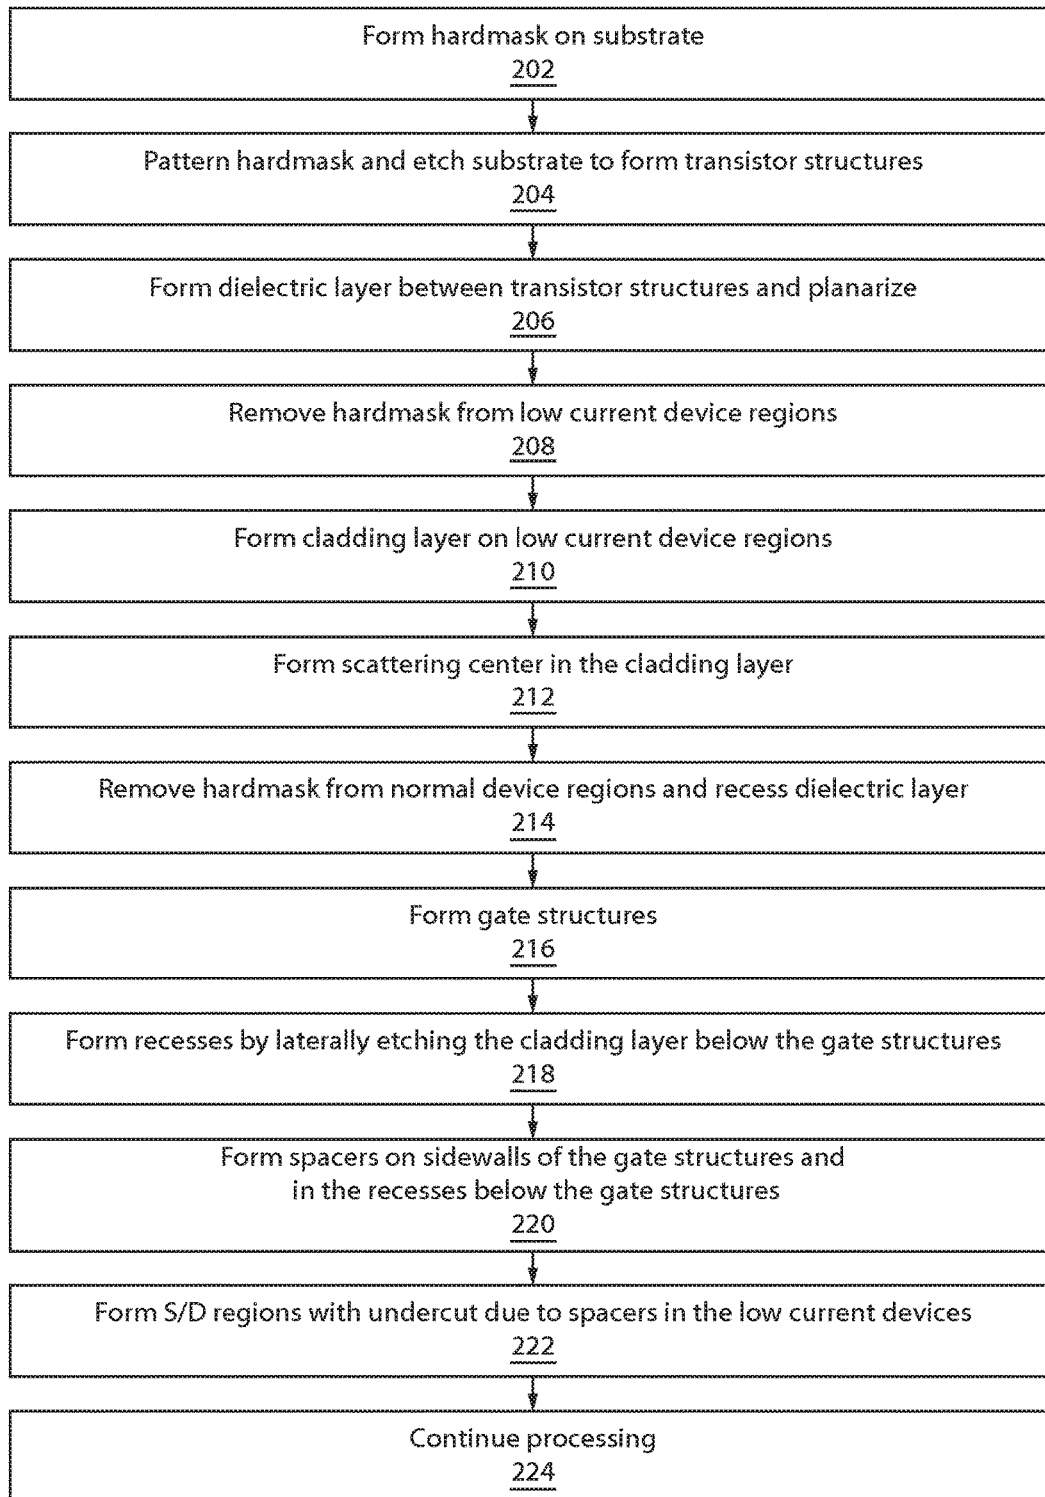 Form hardmask on substrate
202
Pattern hardmask and etch substrate to form transistor structures
204
Form dielectric layer between transistor structures and planarize
206
Remove hardmask from low current device regions
208
Form cladding layer on low current device regions
210
Form scattering center in the cladding layer
212
Remove hardmask from normal device regions and recess dielectric layer
214
Form gate structures
216
Form recesses by laterally etching the cladding layer below the gate structures
218
Form spacers on sidewalls of the gate structures and
in the recesses below the gate structures
220
Form S/D regions with undercut due to spacers in the low current devices
222
Continue processing
224